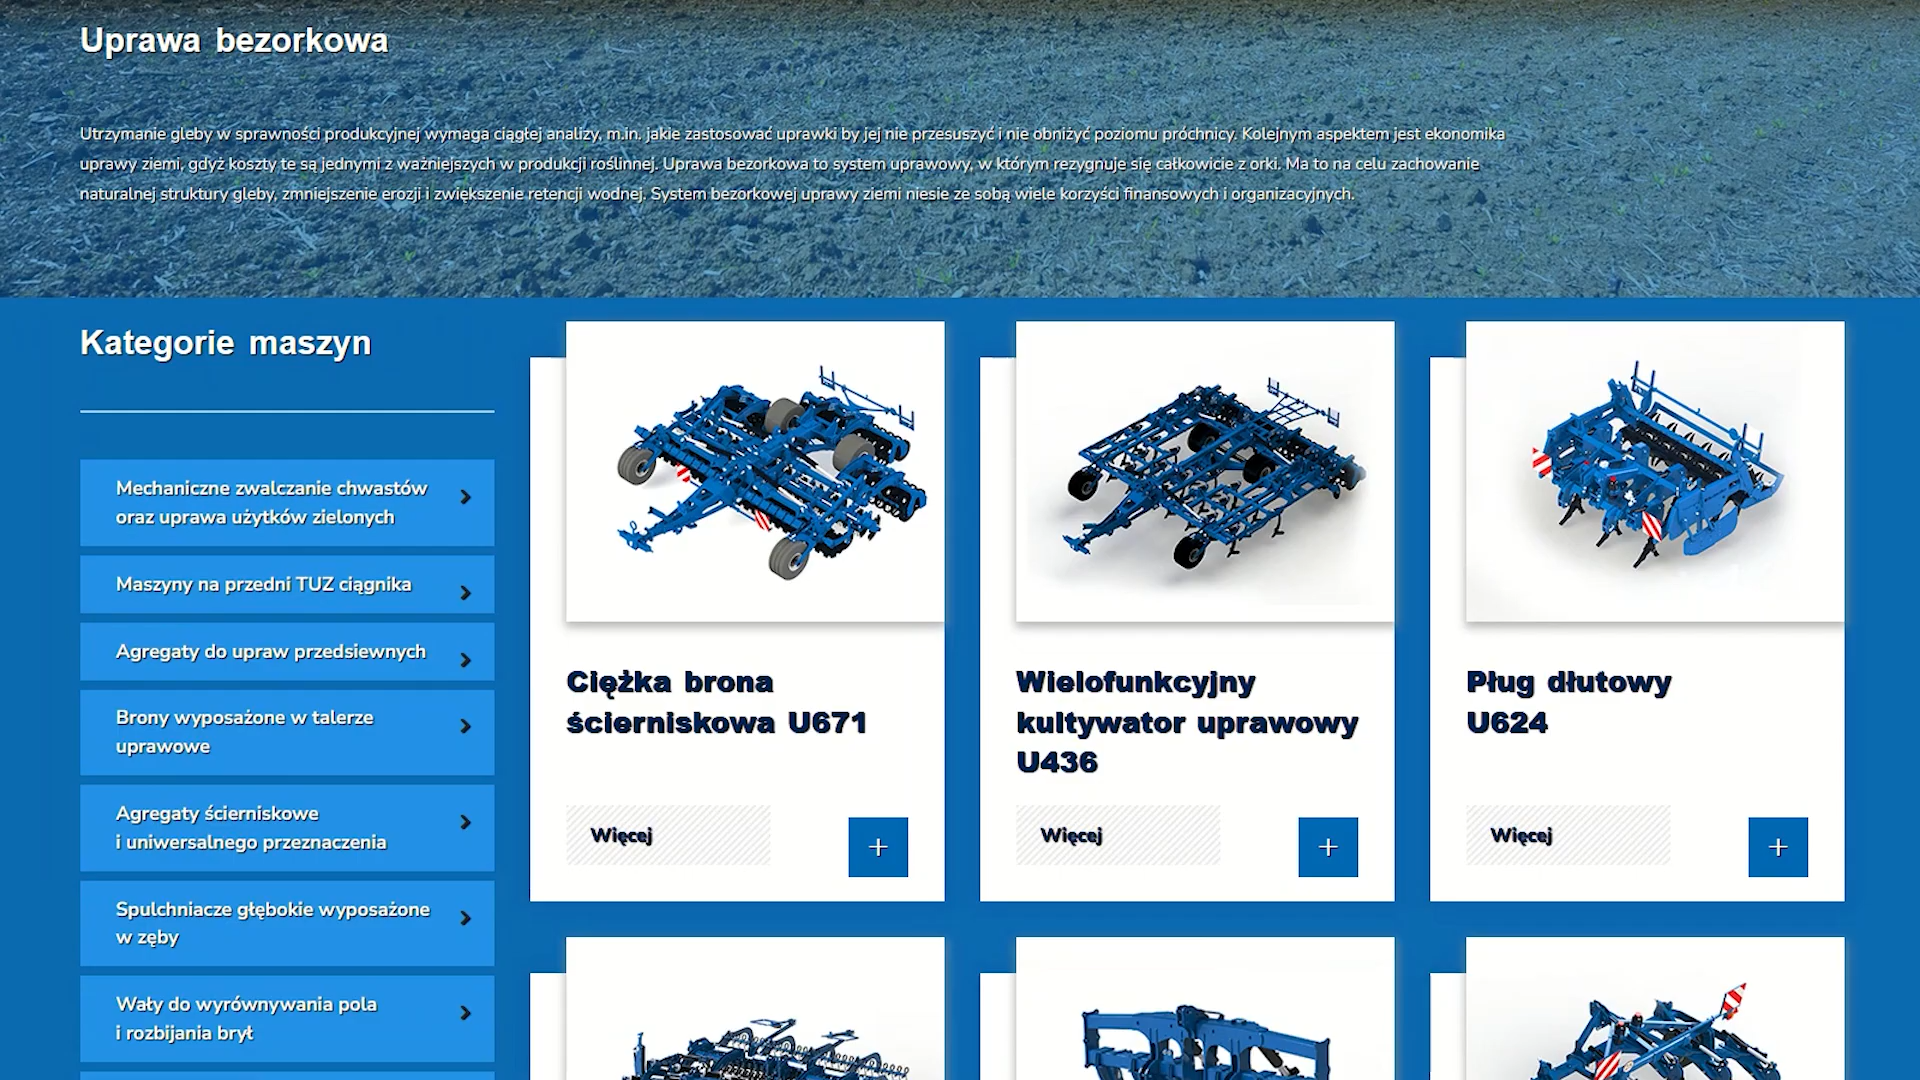 Uprawa bezorkowa
Utrzymanie gleby w sprawności produkcyjnej wymaga ciągłej analizy, m.in. jakie zastosować uprawki by jej nie przesuszyć i nie obniżyć poziomu próchnicy. Kolejnym aspektem jest ekonomika
uprawy ziemi, gdyż koszty te są jednymi z ważniejszych w produkcji roślinnej. Uprawa bezorkowa to system uprawowy, w którym rezygnuje się całkowicie z orki. Ma to na celu zachowanie
naturalnej struktury gleby, zmniejszenie erozji i zwiększenie retencji wodnej. System bezorkowej uprawy ziemi niesie ze sobą wiele korzyści finansowych i organizacyjnych.
Kategorie maszyn
Mechaniczne zwalczanie chwastów
oraz uprawa użytków zielonych
Maszyny na przedni TUZ ciągnika
Agregaty do upraw przedsiewnych
Brony wyposażone w talerze
uprawowe
Agregaty ścierniskowe
i uniwersalnego przeznaczenia
Spulchniacze głębokie wyposażone
w zęby
Wały do wyrównywania pola
i rozbijania brył
Ciężka brona
ścierniskowa U671
Więcej
+
Wielofunkcyjny
kultywator uprawowy
U436
Więcej
+
Pług dłutowy
U624
Więcej
+